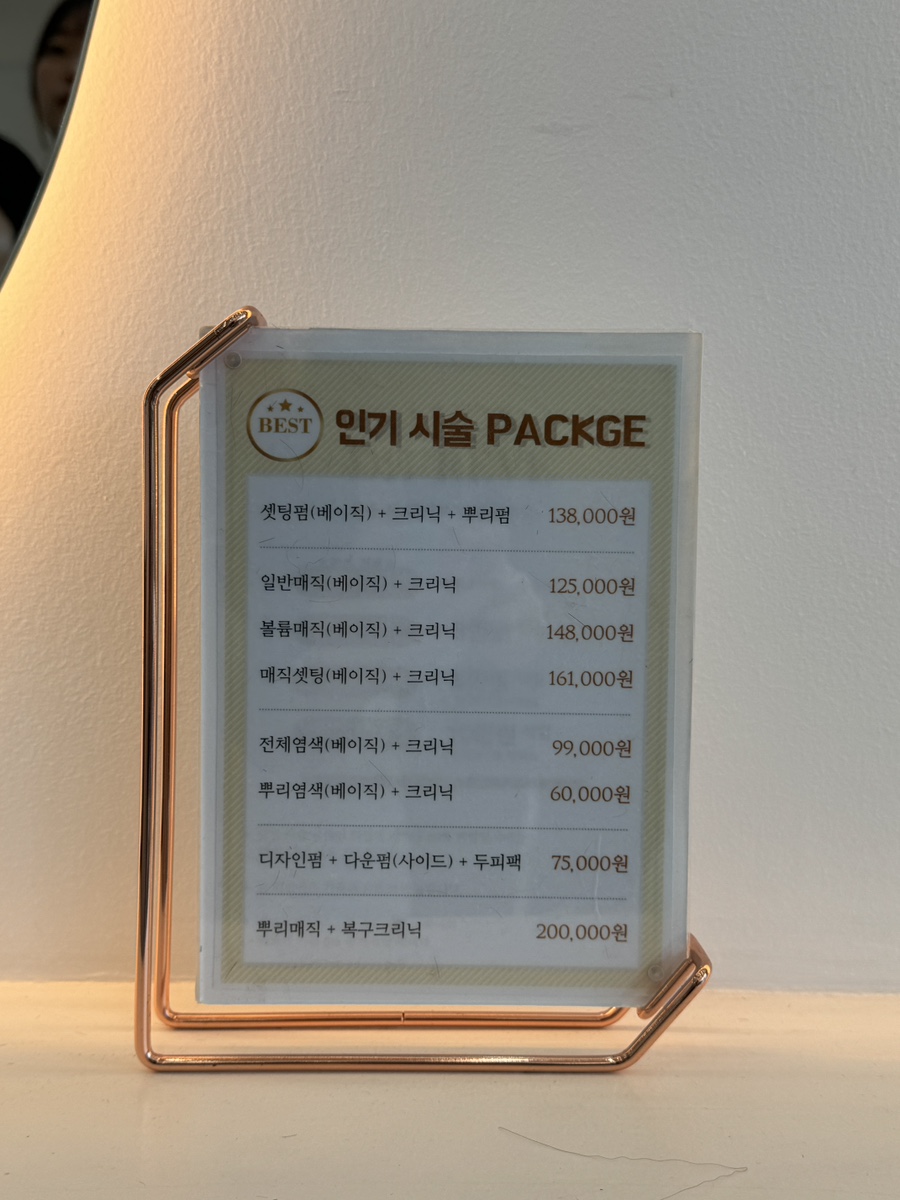 BEST
인기 시술 PACKGE
셋팅펌(베이직) + 크리닉 + 뿌리펌 138,000원
일반매직(베이직) + 크리닉 125,000원
볼륨매직(베이직) + 크리닉 148,000원
매직셋팅(베이직) + 크리닉 161,000원
전체염색(베이직) + 크리닉 99,000원
뿌리염색(베이직) + 크리닉 60,000원
디자인펌 + 다운펌(사이드) + 두피팩 75,000원
뿌리매직 + 복구크리닉 200,000원